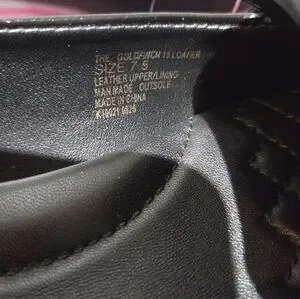 THE GOLDFINCH 15 LOAFER
SIZE 7.5
LEATHER UPPER/LINING
MAN MADE OUTSOLE
MADE IN CHINA